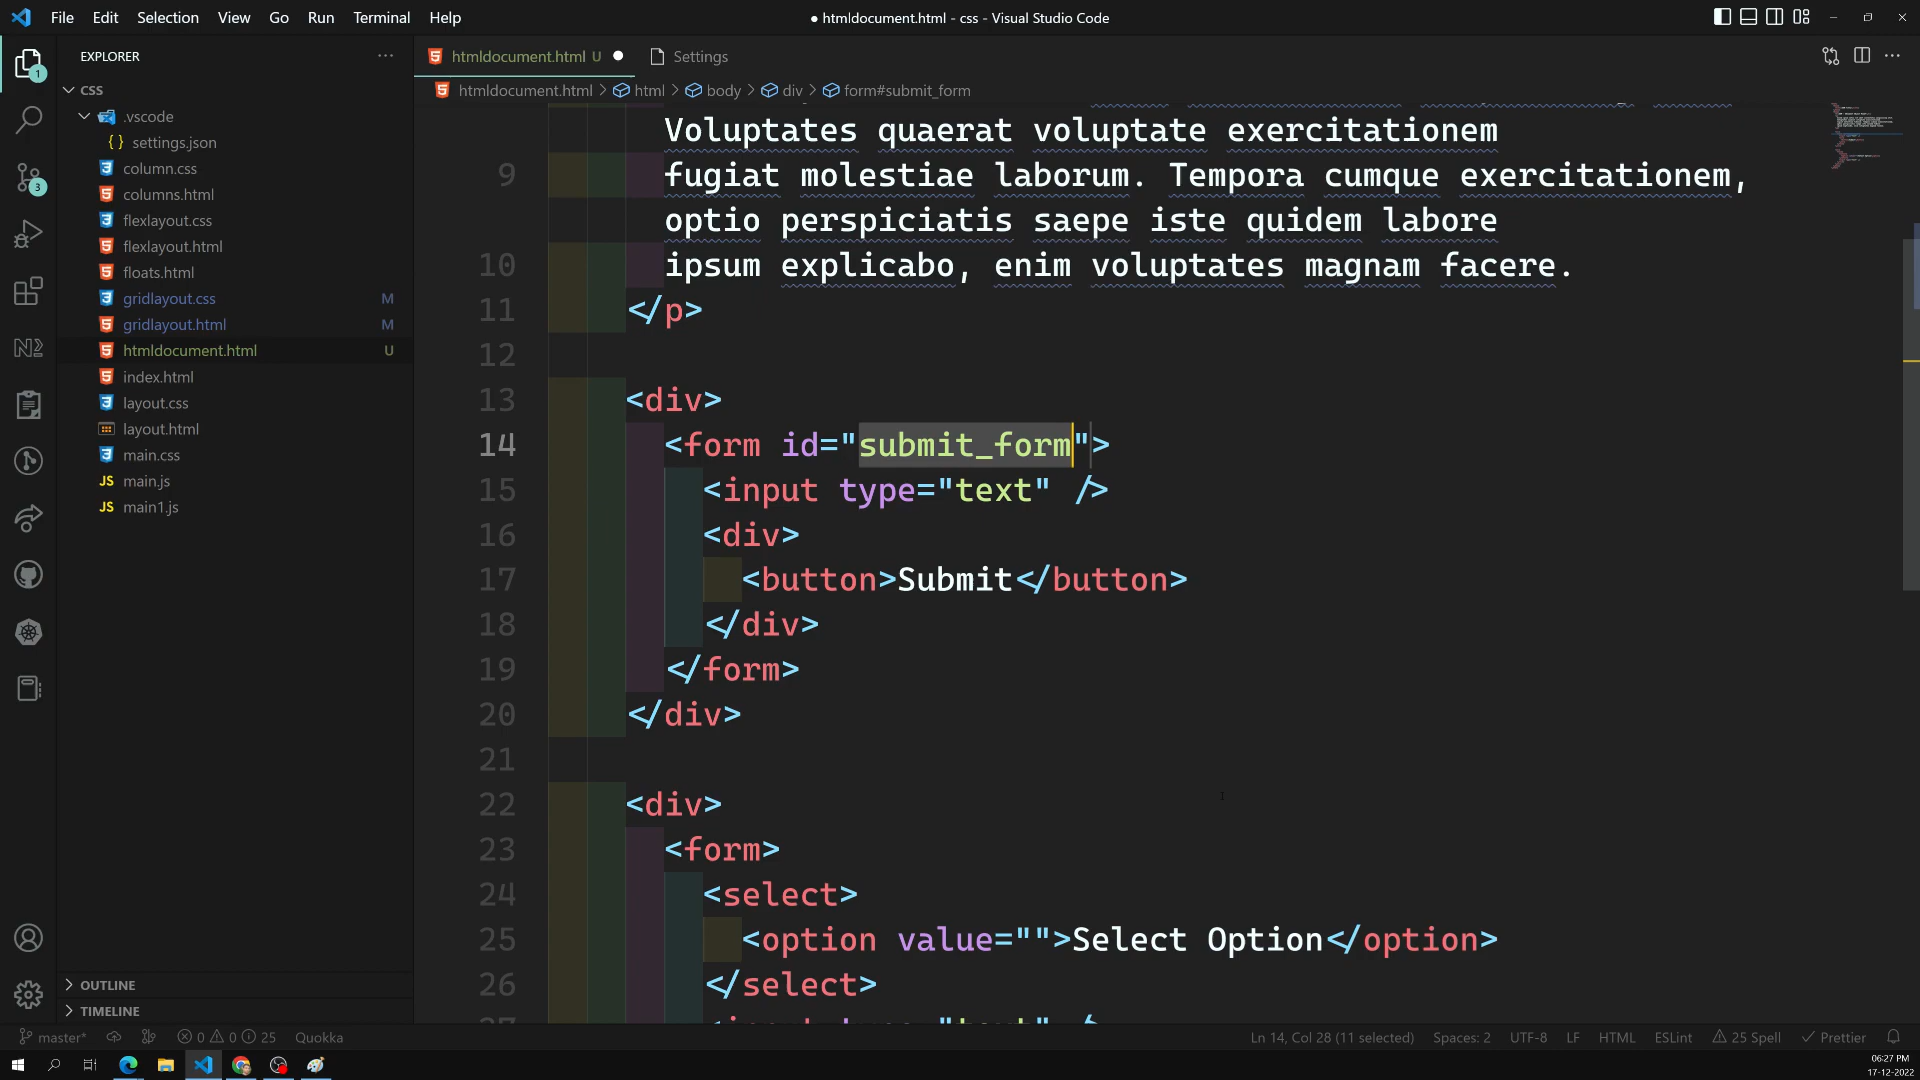 File Edit Selection View Go Run Terminal Help
● htmldocument.html - css - Visual Studio Code
EXPLORER
CSS
.vscode
{ } settings.json
column.css
columns.html
flexlayout.css
flexlayout.html
floats.html
gridlayout.css M
gridlayout.html M
htmldocument.html U
index.html
layout.css
layout.html
main.css
JS main.js
JS main1.js
OUTLINE
TIMELINE
1
3
htmldocument.html U ● Settings
htmldocument.html > html > body > div > form#submit_form
Voluptates quaerat voluptate exercitationem
9 fugiat molestiae laborum. Tempora cumque exercitationem,
optio perspiciatis saepe iste quidem labore
10 ipsum explicabo, enim voluptates magnam facere.
11 </p>
12
13 <div>
14 <form id="submit_form">
15 <input type="text" />
16 <div>
17 <button>Submit</button>
18 </div>
19 </form>
20 </div>
21
22 <div>
23 <form>
24 <select>
25 <option value="">Select Option</option>
26 </select>
master* 0 0 25 Quokka
Ln 14, Col 28 (11 selected) Spaces: 2 UTF-8 LF HTML ESLint 25 Spell Prettier
06:27 PM
17-12-2022